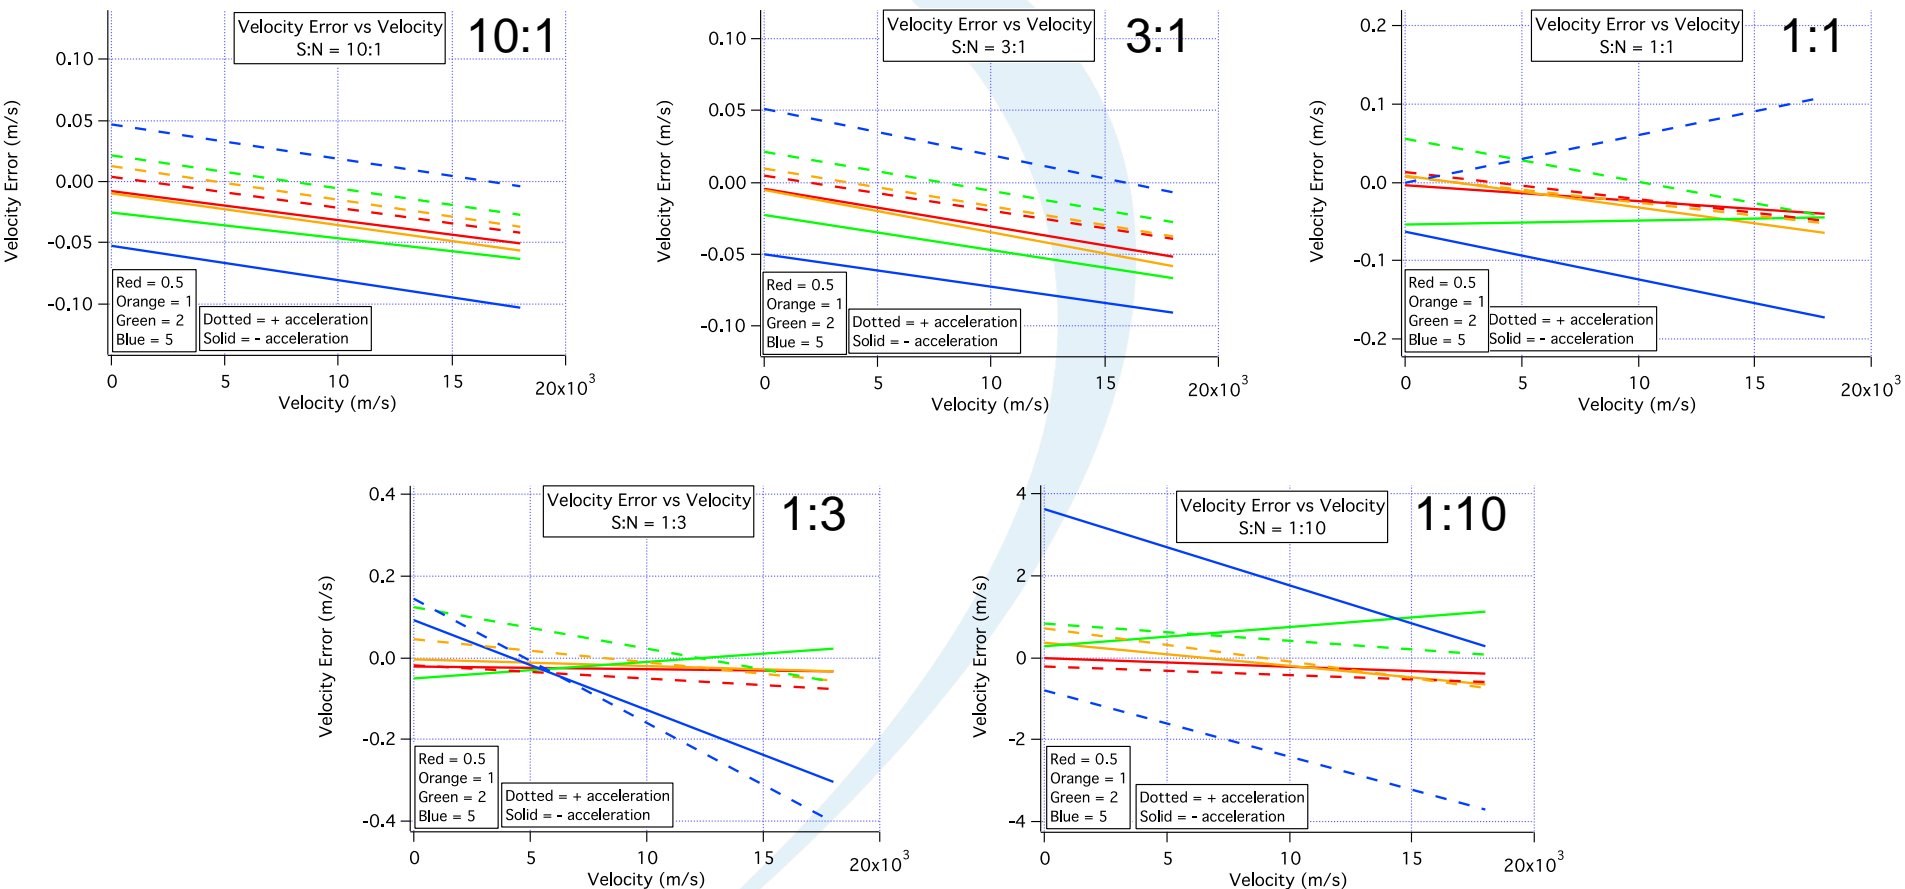 Velocity Error vs Velocity
S:N = 10:1
10:1
0.10
0.05
0.00
-0.05
-0.10
Velocity Error (m/s)
Red = 0.5
Orange = 1
Green = 2
Blue = 5
Dotted = + acceleration
Solid = - acceleration
0 5 10 15 20x10³
Velocity (m/s)
Velocity Error vs Velocity
S:N = 3:1
3:1
0.10
0.05
0.00
-0.05
-0.10
Velocity Error (m/s)
Red = 0.5
Orange = 1
Green = 2
Blue = 5
Dotted = + acceleration
Solid = - acceleration
0 5 10 15 20x10³
Velocity (m/s)
Velocity Error vs Velocity
S:N = 1:1
1:1
0.2
0.1
0.0
-0.1
-0.2
Velocity Error (m/s)
Red = 0.5
Orange = 1
Green = 2
Blue = 5
Dotted = + acceleration
Solid = - acceleration
0 5 10 15 20x10³
Velocity (m/s)
Velocity Error vs Velocity
S:N = 1:3
1:3
0.4
0.2
0.0
-0.2
-0.4
Velocity Error (m/s)
Red = 0.5
Orange = 1
Green = 2
Blue = 5
Dotted = + acceleration
Solid = - acceleration
0 5 10 15 20x10³
Velocity (m/s)
Velocity Error vs Velocity
S:N = 1:10
1:10
4
2
0
-2
-4
Velocity Error (m/s)
Red = 0.5
Orange = 1
Green = 2
Blue = 5
Dotted = + acceleration
Solid = - acceleration
0 5 10 15 20x10³
Velocity (m/s)